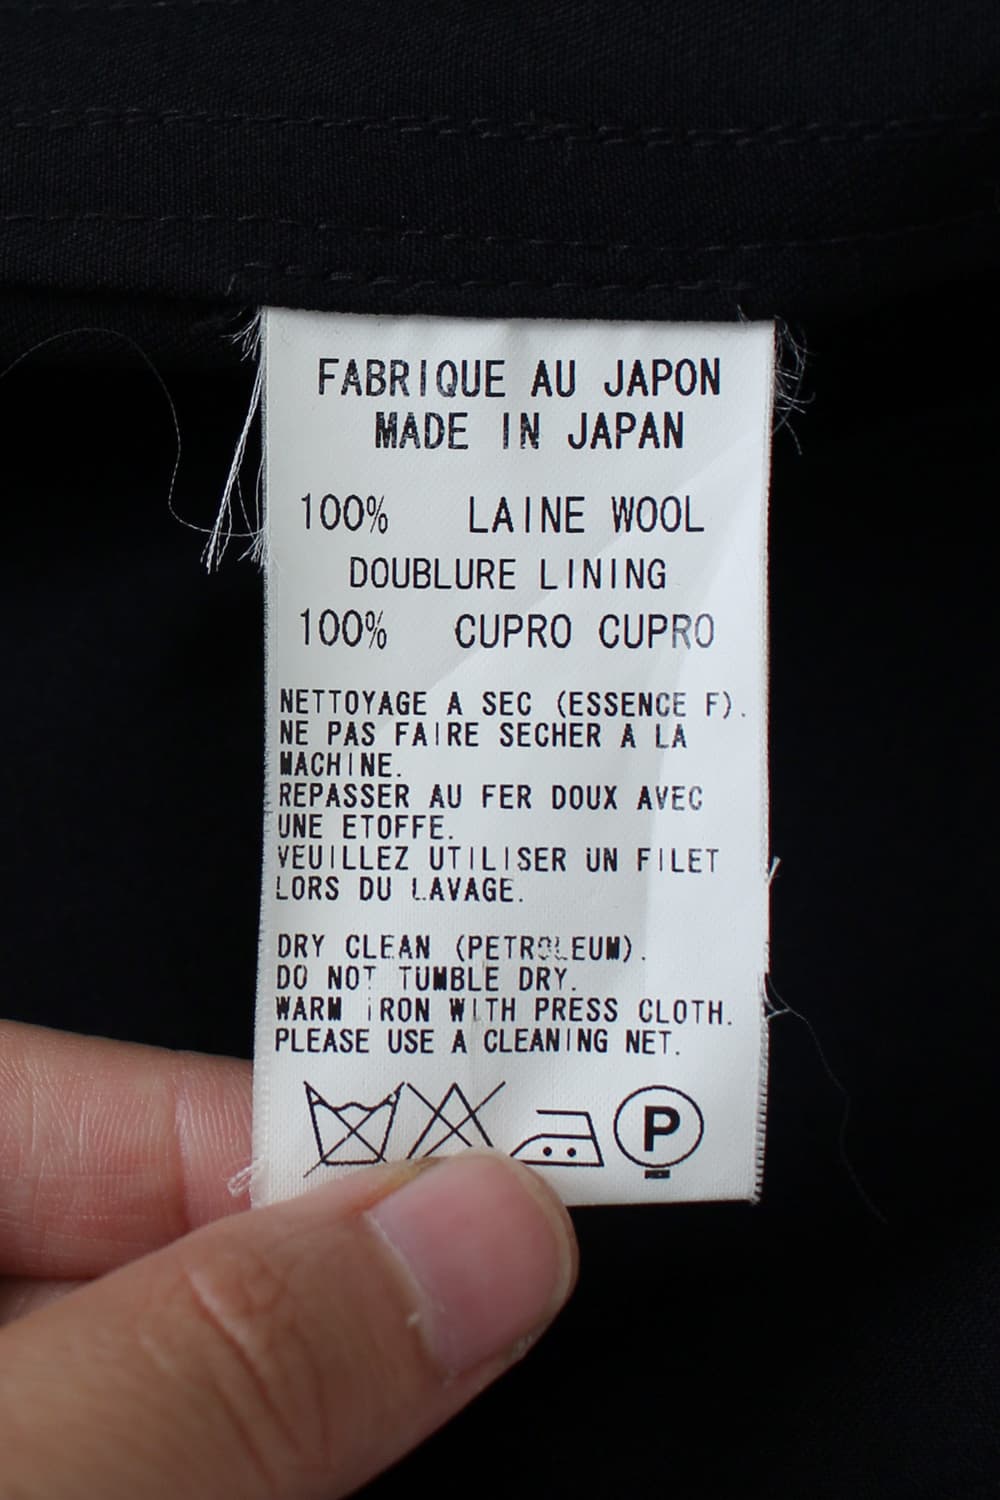 FABRIQUE AU JAPON
MADE IN JAPAN
100% LAINE WOOL
DOUBLURE LINING
100% CUPRO CUPRO
NETTOYAGE A SEC (ESSENCE F).
NE PAS FAIRE SECHER A LA
MACHINE.
REPASSER AU FER DOUX AVEC
UNE ETOFFE.
VEUILLEZ UTILISER UN FILET
LORS DU LAVAGE.
DRY CLEAN (PETROLEUM).
DO NOT TUMBLE DRY.
WARM IRON WITH PRESS CLOTH.
PLEASE USE A CLEANING NET.
P